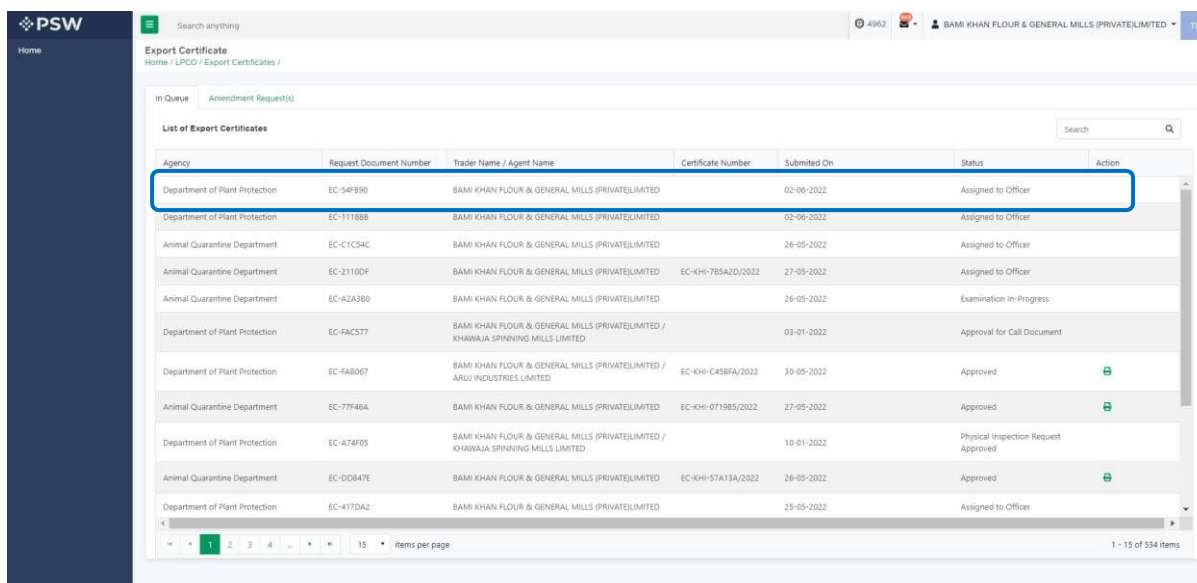 PSW
Search anything
4962
BAMI KHAN FLOUR & GENERAL MILLS (PRIVATE)LIMITED
Home
Export Certificate
Home / LPCO / Export Certificates /
In Queue Amendment Request(s)
List of Export Certificates
Search
Agency Request Document Number Trader Name / Agent Name Certificate Number Submited On Status Action
Department of Plant Protection EC-54FB90 BAMI KHAN FLOUR & GENERAL MILLS (PRIVATE)LIMITED 02-06-2022 Assigned to Officer
Department of Plant Protection EC-1118BB BAMI KHAN FLOUR & GENERAL MILLS (PRIVATE)LIMITED 02-06-2022 Assigned to Officer
Animal Quarantine Department EC-C1C54C BAMI KHAN FLOUR & GENERAL MILLS (PRIVATE)LIMITED 26-05-2022 Assigned to Officer
Animal Quarantine Department EC-2110DF BAMI KHAN FLOUR & GENERAL MILLS (PRIVATE)LIMITED EC-KHI-7B5A2D/2022 27-05-2022 Assigned to Officer
Animal Quarantine Department EC-A2A3B0 BAMI KHAN FLOUR & GENERAL MILLS (PRIVATE)LIMITED 26-05-2022 Examination In-Progress
Department of Plant Protection EC-FAC577 BAMI KHAN FLOUR & GENERAL MILLS (PRIVATE)LIMITED / 03-01-2022 Approval for Call Document
KHAWAJA SPINNING MILLS LIMITED
Department of Plant Protection EC-FAB067 BAMI KHAN FLOUR & GENERAL MILLS (PRIVATE)LIMITED / EC-KHI-C45BFA/2022 30-05-2022 Approved
ARUJ INDUSTRIES LIMITED
Animal Quarantine Department EC-77F46A BAMI KHAN FLOUR & GENERAL MILLS (PRIVATE)LIMITED EC-KHI-0719B5/2022 27-05-2022 Approved
Department of Plant Protection EC-A74F05 BAMI KHAN FLOUR & GENERAL MILLS (PRIVATE)LIMITED / 10-01-2022 Physical Inspection Request
KHAWAJA SPINNING MILLS LIMITED Approved
Animal Quarantine Department EC-DD847E BAMI KHAN FLOUR & GENERAL MILLS (PRIVATE)LIMITED EC-KHI-57A13A/2022 26-05-2022 Approved
Department of Plant Protection EC-417DA2 BAMI KHAN FLOUR & GENERAL MILLS (PRIVATE)LIMITED 25-05-2022 Assigned to Officer
1 2 3 4 ... 15 items per page 1 - 15 of 534 items